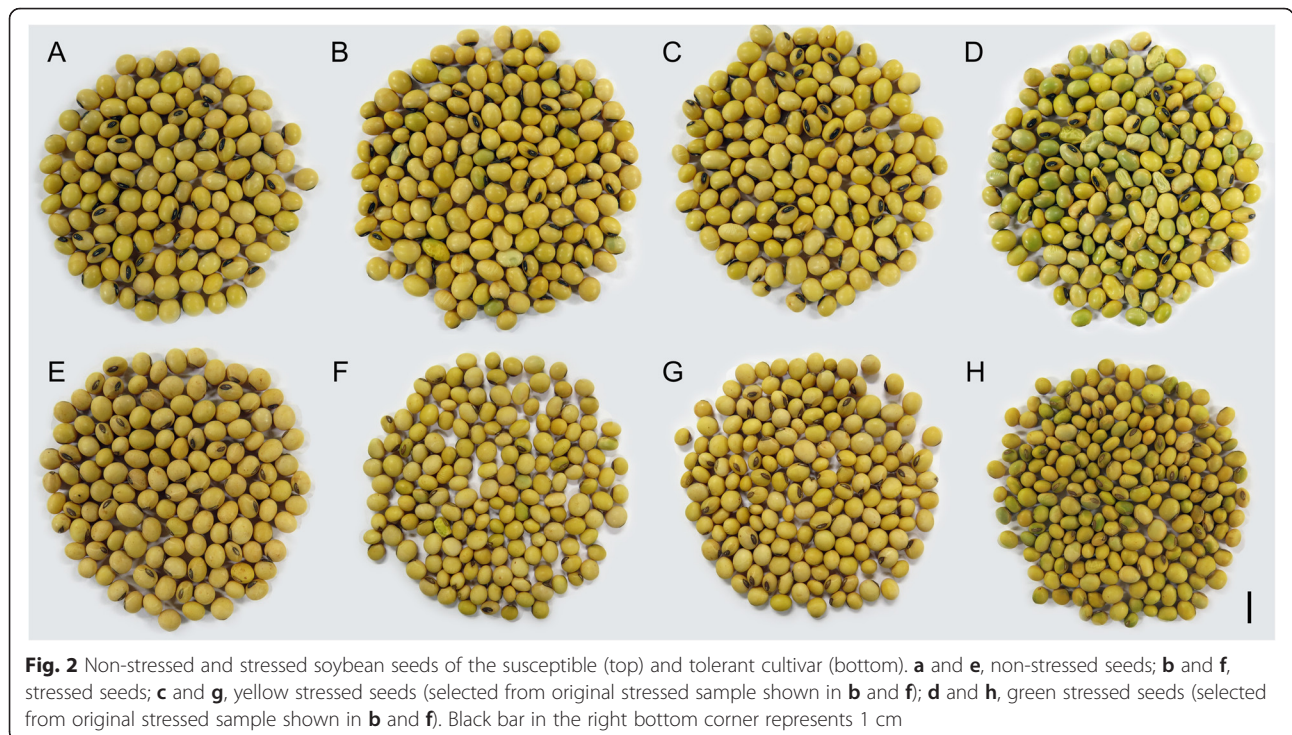 A B C D
E F G H
Fig. 2 Non-stressed and stressed soybean seeds of the susceptible (top) and tolerant cultivar (bottom). a and e, non-stressed seeds; b and f,
stressed seeds; c and g, yellow stressed seeds (selected from original stressed sample shown in b and f); d and h, green stressed seeds (selected
from original stressed sample shown in b and f). Black bar in the right bottom corner represents 1 cm